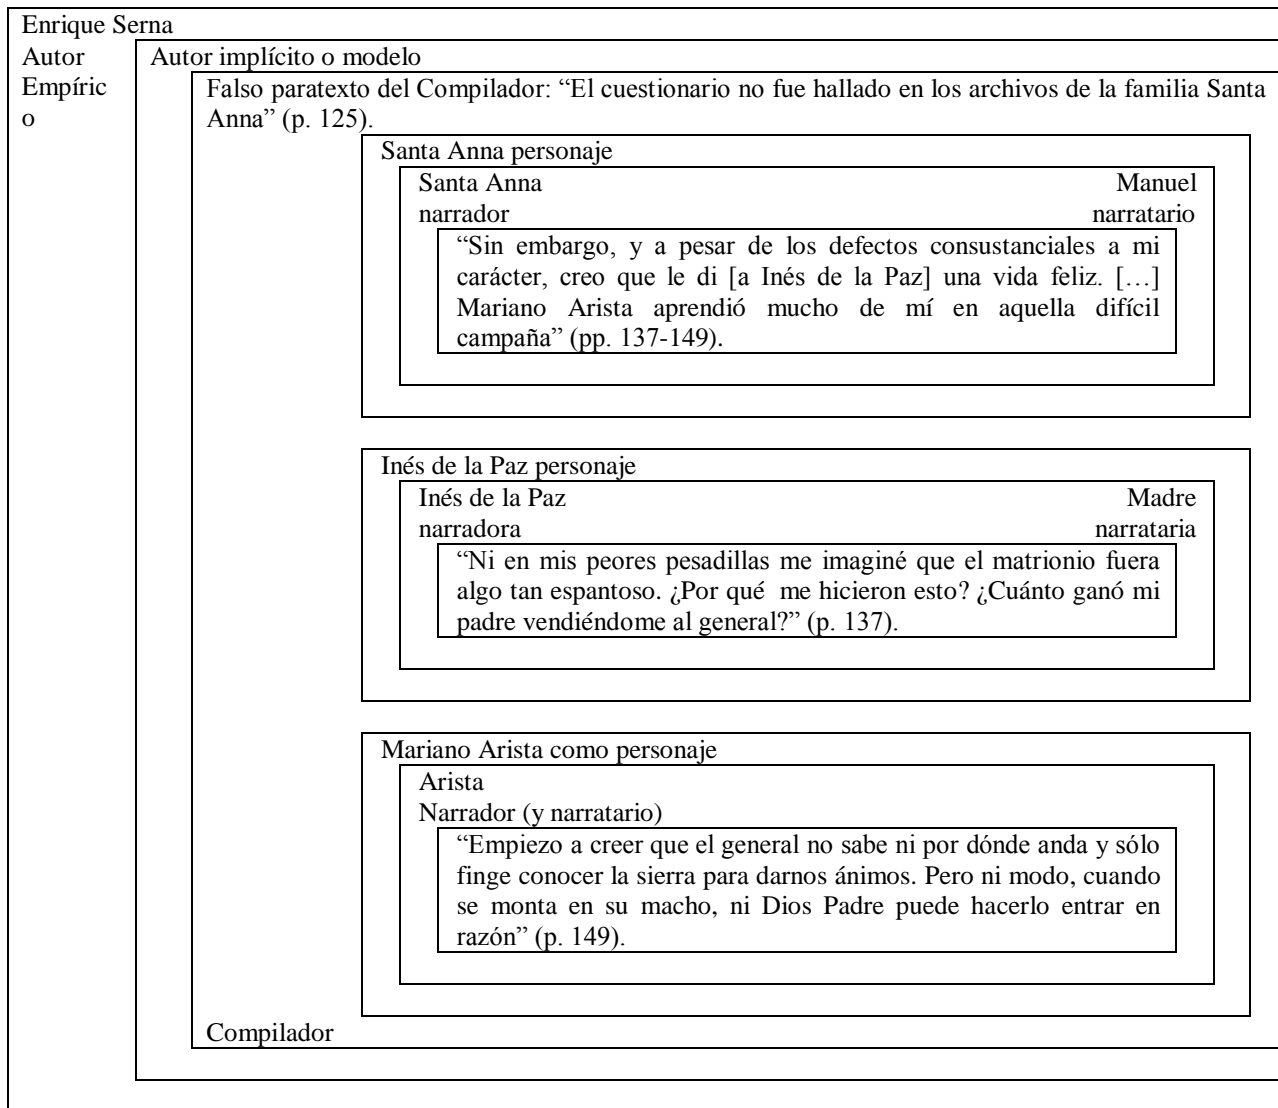 Enrique Serna
Autor
Empíric
o
Autor implícito o modelo
Falso paratexto del Compilador: “El cuestionario no fue hallado en los archivos de la familia Santa
Anna” (p. 125).
Santa Anna personaje
Santa Anna Manuel
narrador narratario
“Sin embargo, y a pesar de los defectos consustanciales a mi
carácter, creo que le di [a Inés de la Paz] una vida feliz. […]
Mariano Arista aprendió mucho de mí en aquella difícil
campaña” (pp. 137-149).
Inés de la Paz personaje
Inés de la Paz Madre
narradora narrataria
“Ni en mis peores pesadillas me imaginé que el matrionio fuera
algo tan espantoso. ¿Por qué me hicieron esto? ¿Cuánto ganó mi
padre vendiéndome al general?” (p. 137).
Mariano Arista como personaje
Arista
Narrador (y narratario)
“Empiezo a creer que el general no sabe ni por dónde anda y sólo
finge conocer la sierra para darnos ánimos. Pero ni modo, cuando
se monta en su macho, ni Dios Padre puede hacerlo entrar en
razón” (p. 149).
Compilador